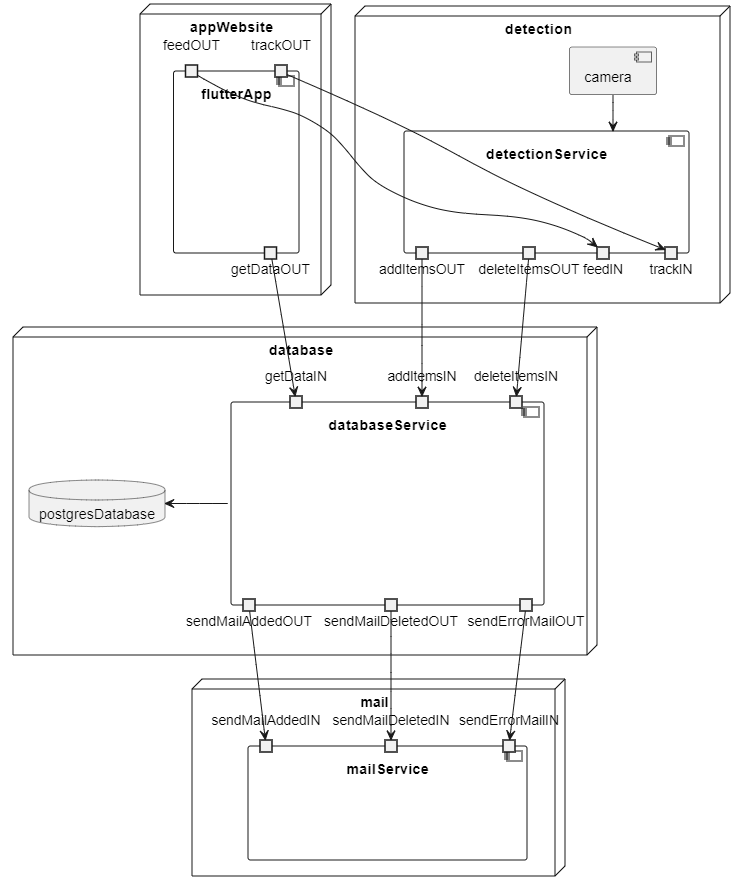 appWebsite
feedOUT
trackOUT
flutterApp
getDataOUT
detection
camera
detectionService
addItemsOUT
deleteItemsOUT
feedIN
trackIN
database
getDataIN
addItemsIN
deleteItemsIN
databaseService
postgresDatabase
sendMailAddedOUT
sendMailDeletedOUT
sendErrorMailOUT
mail
sendMailAddedIN
sendMailDeletedIN
sendErrorMailIN
mailService